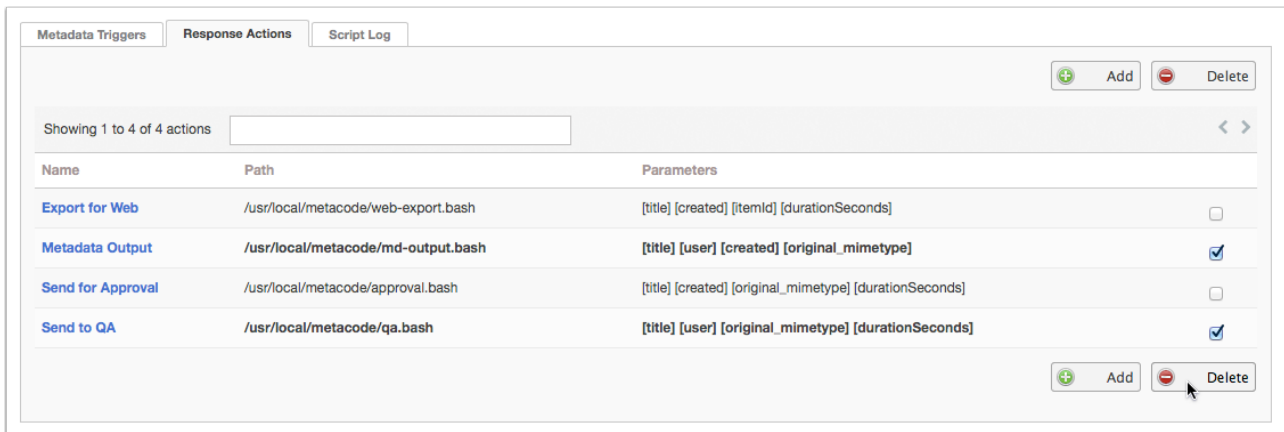 Metadata Triggers Response Actions Script Log
Add Delete
Showing 1 to 4 of 4 actions
Name Path Parameters
Export for Web /usr/local/metacode/web-export.bash [title] [created] [itemId] [durationSeconds]
Metadata Output /usr/local/metacode/md-output.bash [title] [user] [created] [original_mimetype]
Send for Approval /usr/local/metacode/approval.bash [title] [created] [original_mimetype] [durationSeconds]
Send to QA /usr/local/metacode/qa.bash [title] [user] [original_mimetype] [durationSeconds]
Add Delete